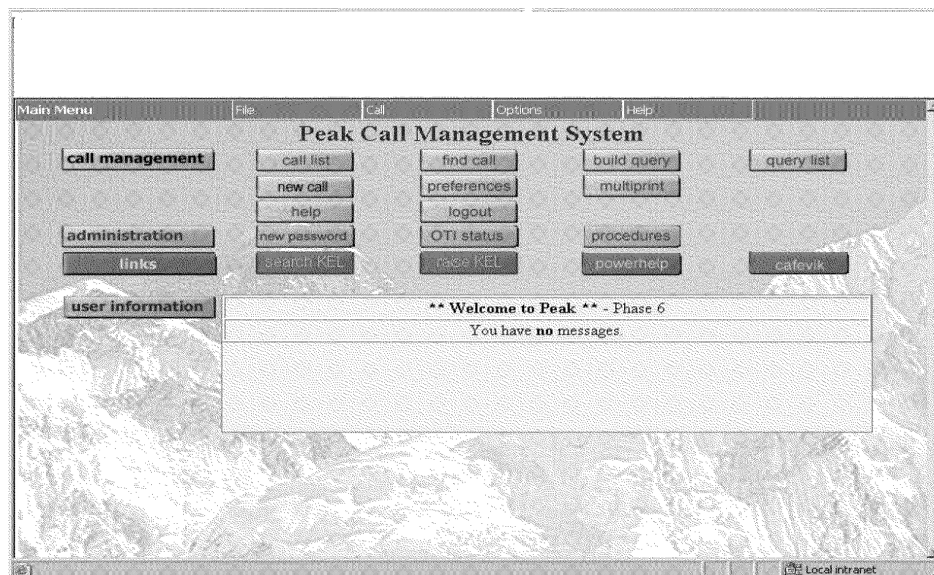 Main Menu File Call Options Help
Peak Call Management System
call management call list find call build query query list
new call preferences multiprint
help logout
administration new password OTI status procedures
links search KEL raise KEL powerhelp cafevik
user information ** Welcome to Peak ** - Phase 6
You have no messages.
Local intranet